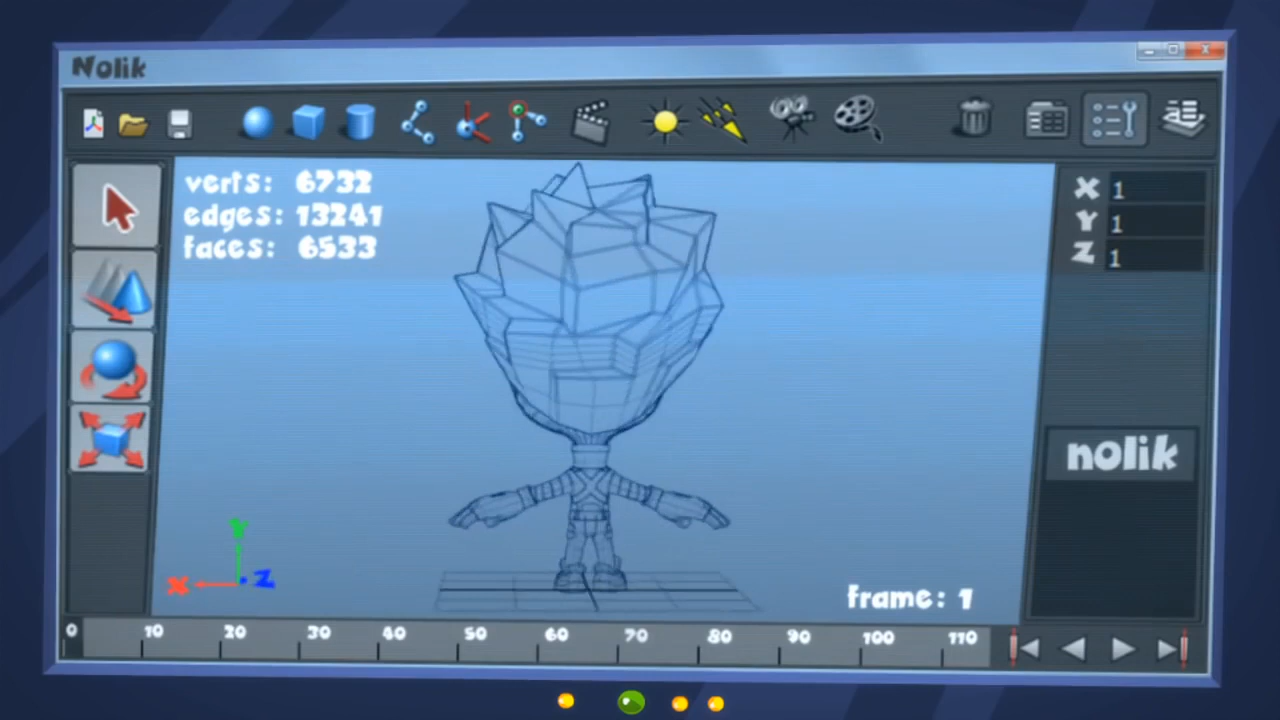 Nolik
verts: 6732
edges: 13241
faces: 6533
X 1
Y 1
Z 1
nolik
Y
X
Z
frame: 1
0 10 20 30 40 50 60 70 80 90 100 110